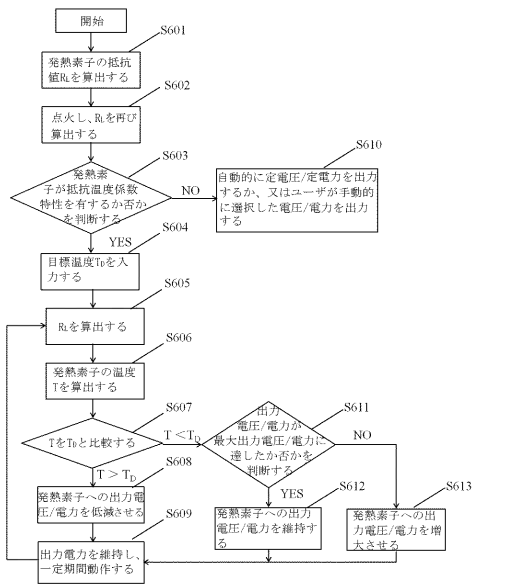 開始
S601
発熱素子の抵抗
値RLを算出する
S602
点火し、RLを再び
算出する
S603
発熱素
子が抵抗温度係数
特性を有するか否か
を判断する
NO
S610
自動的に定電圧/定電力を出力
するか、又はユーザが手動的
に選択した電圧/電力を出力
する
YES
S604
目標温度TDを入
力する
S605
RLを算出する
S606
発熱素子の温度
Tを算出する
S607
TをTDと比較する
T<TD
S611
出力
電圧/電力が
最大出力電圧/電力に
達したか否かを
判断する
NO
T>TD
S608
発熱素子への出力電
圧/電力を低減させる
YES
S612
発熱素子への出力
電圧/電力を維持す
る
S613
発熱素子への出
力電圧/電力を増
大させる
S609
出力電力を維持し、
一定期間動作する